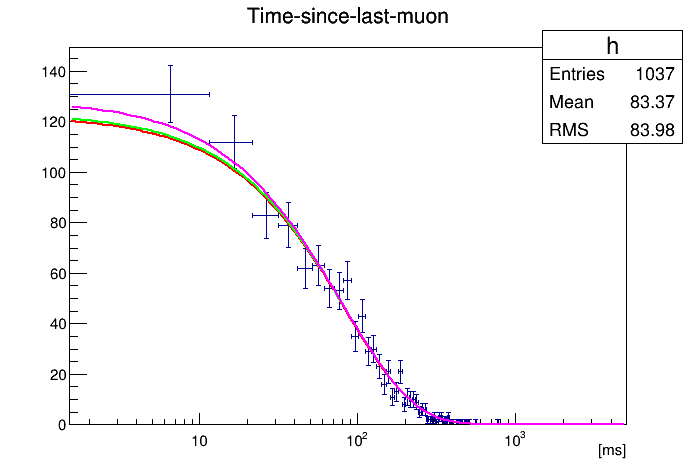 Time-since-last-muon
h
Entries 1037
Mean 83.37
RMS 83.98
140
120
100
80
60
40
20
0
10 10² 10³
[ms]